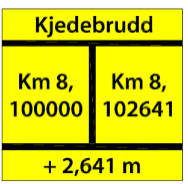 Kjedebrudd
Km 8,
100000
Km 8,
102641
+ 2,641 m